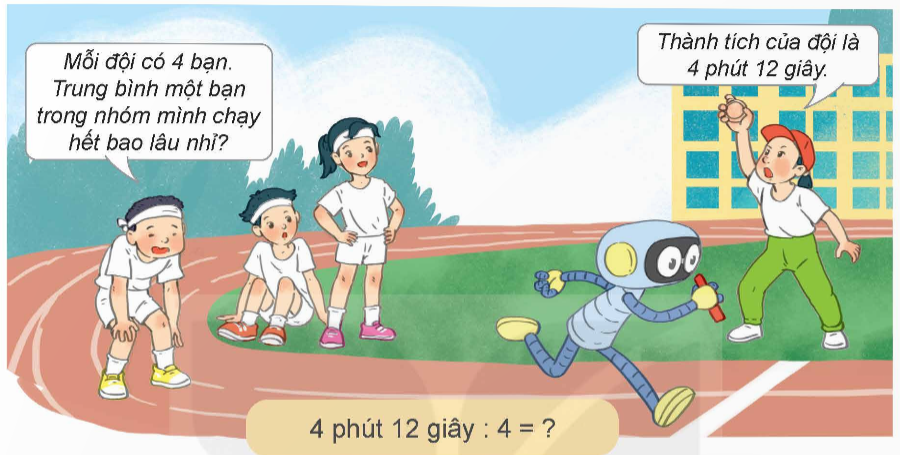 Mỗi đội có 4 bạn.
Trung bình một bạn
trong nhóm mình chạy
hết bao lâu nhỉ?
Thành tích của đội là
4 phút 12 giây.
4 phút 12 giây : 4 = ?